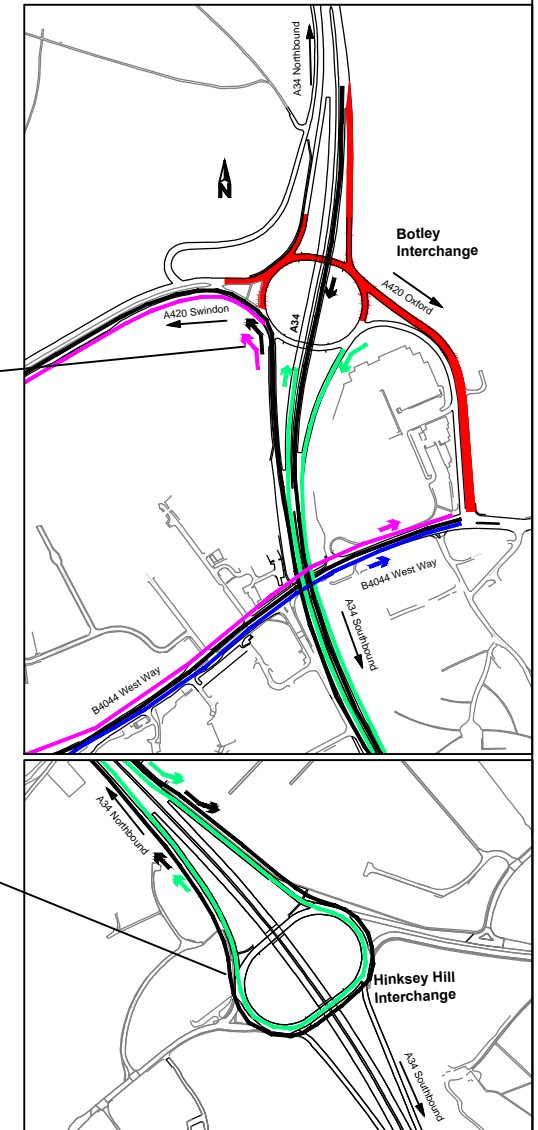 A34 Northbound
N
Botley
Interchange
A420 Oxford
A34
A420 Swindon
B4044 West Way
A34 Southbound
B4044 West Way
A34 Northbound
Hinksey Hill
Interchange
A34 Southbound